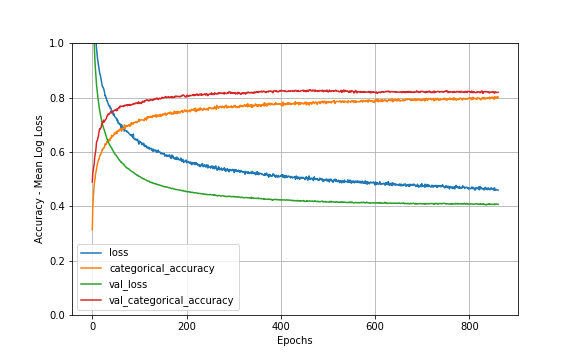 1.0
0.8
0.6
0.4
0.2
0.0
Accuracy - Mean Log Loss
loss
categorical_accuracy
val_loss
val_categorical_accuracy
0 200 400 600 800
Epochs